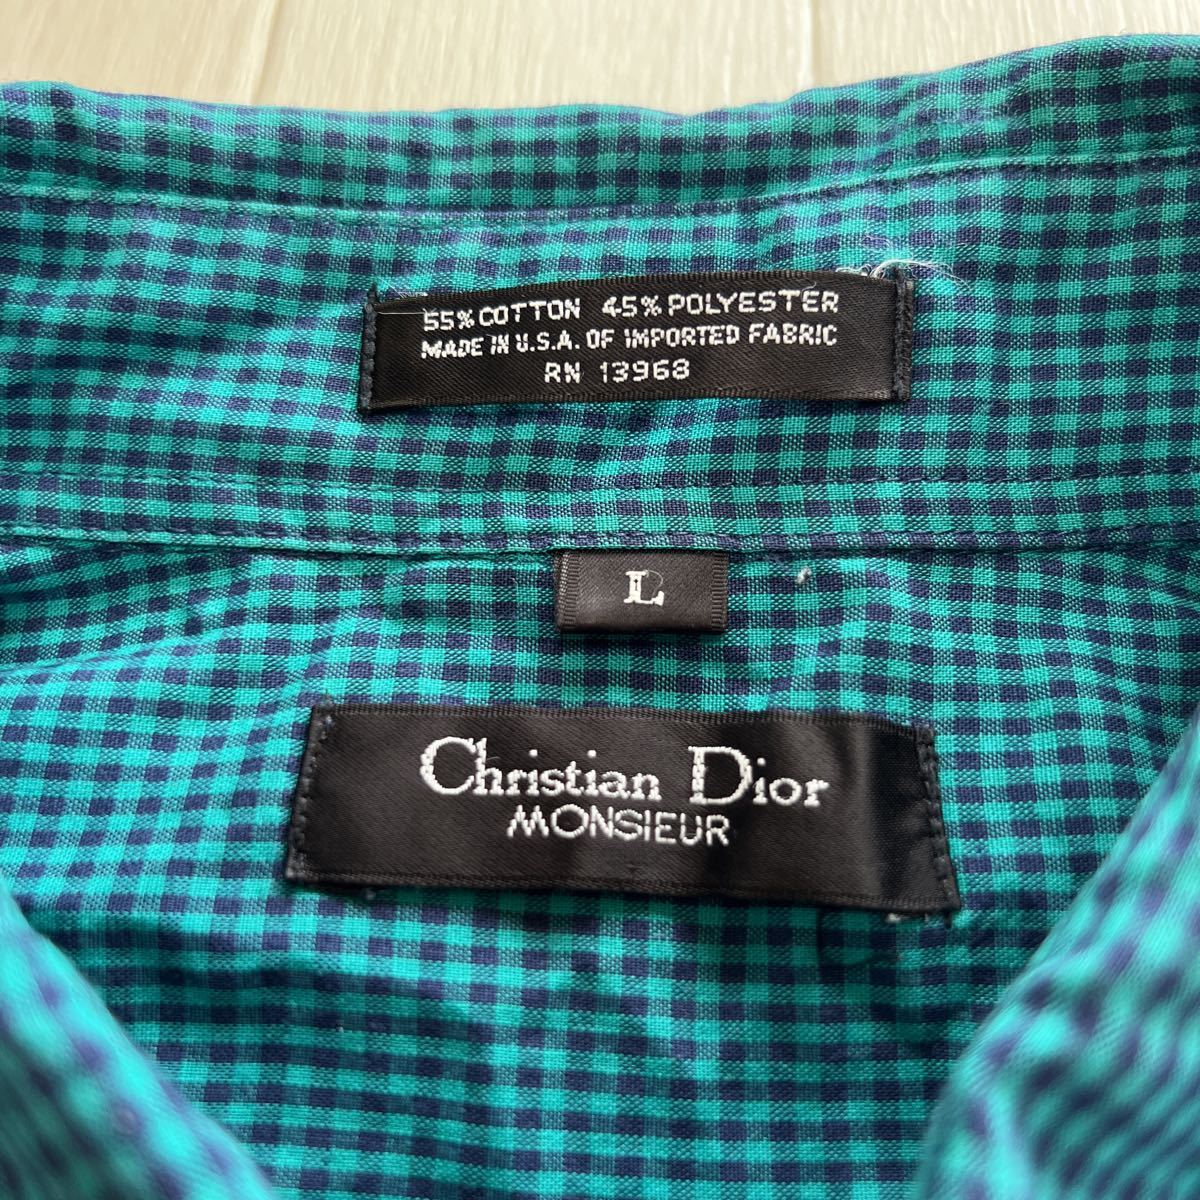 55% COTTON 45% POLYESTER
MADE IN U.S.A. OF IMPORTED FABRIC
RN 13968
L
Christian Dior
MONSIEUR